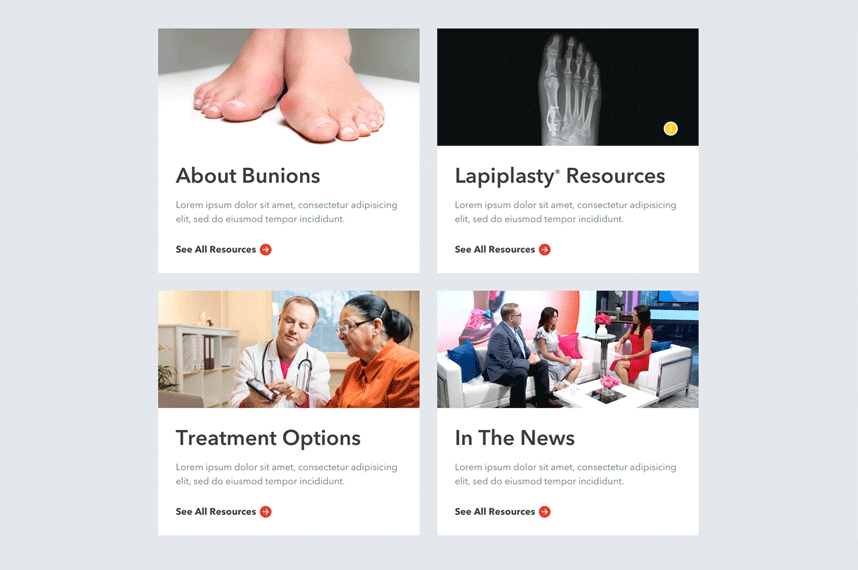 About Bunions
Lorem ipsum dolor sit amet, consectetur adipisicing
elit, sed do eiusmod tempor incididunt.
See All Resources
1
Lapiplasty® Resources
Lorem ipsum dolor sit amet, consectetur adipisicing
elit, sed do eiusmod tempor incididunt.
See All Resources
Treatment Options
Lorem ipsum dolor sit amet, consectetur adipisicing
elit, sed do eiusmod tempor incididunt.
See All Resources
In The News
Lorem ipsum dolor sit amet, consectetur adipisicing
elit, sed do eiusmod tempor incididunt.
See All Resources